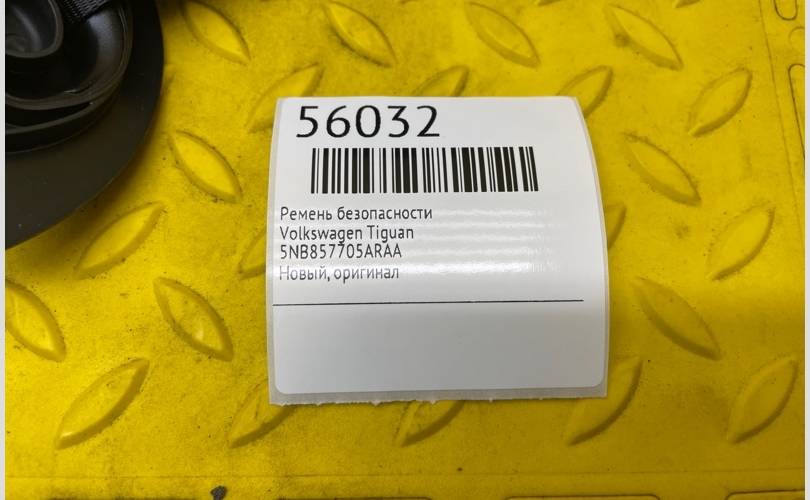 56032
Ремень безопасности
Volkswagen Tiguan
5NB857705ARAA
Новый, оригинал